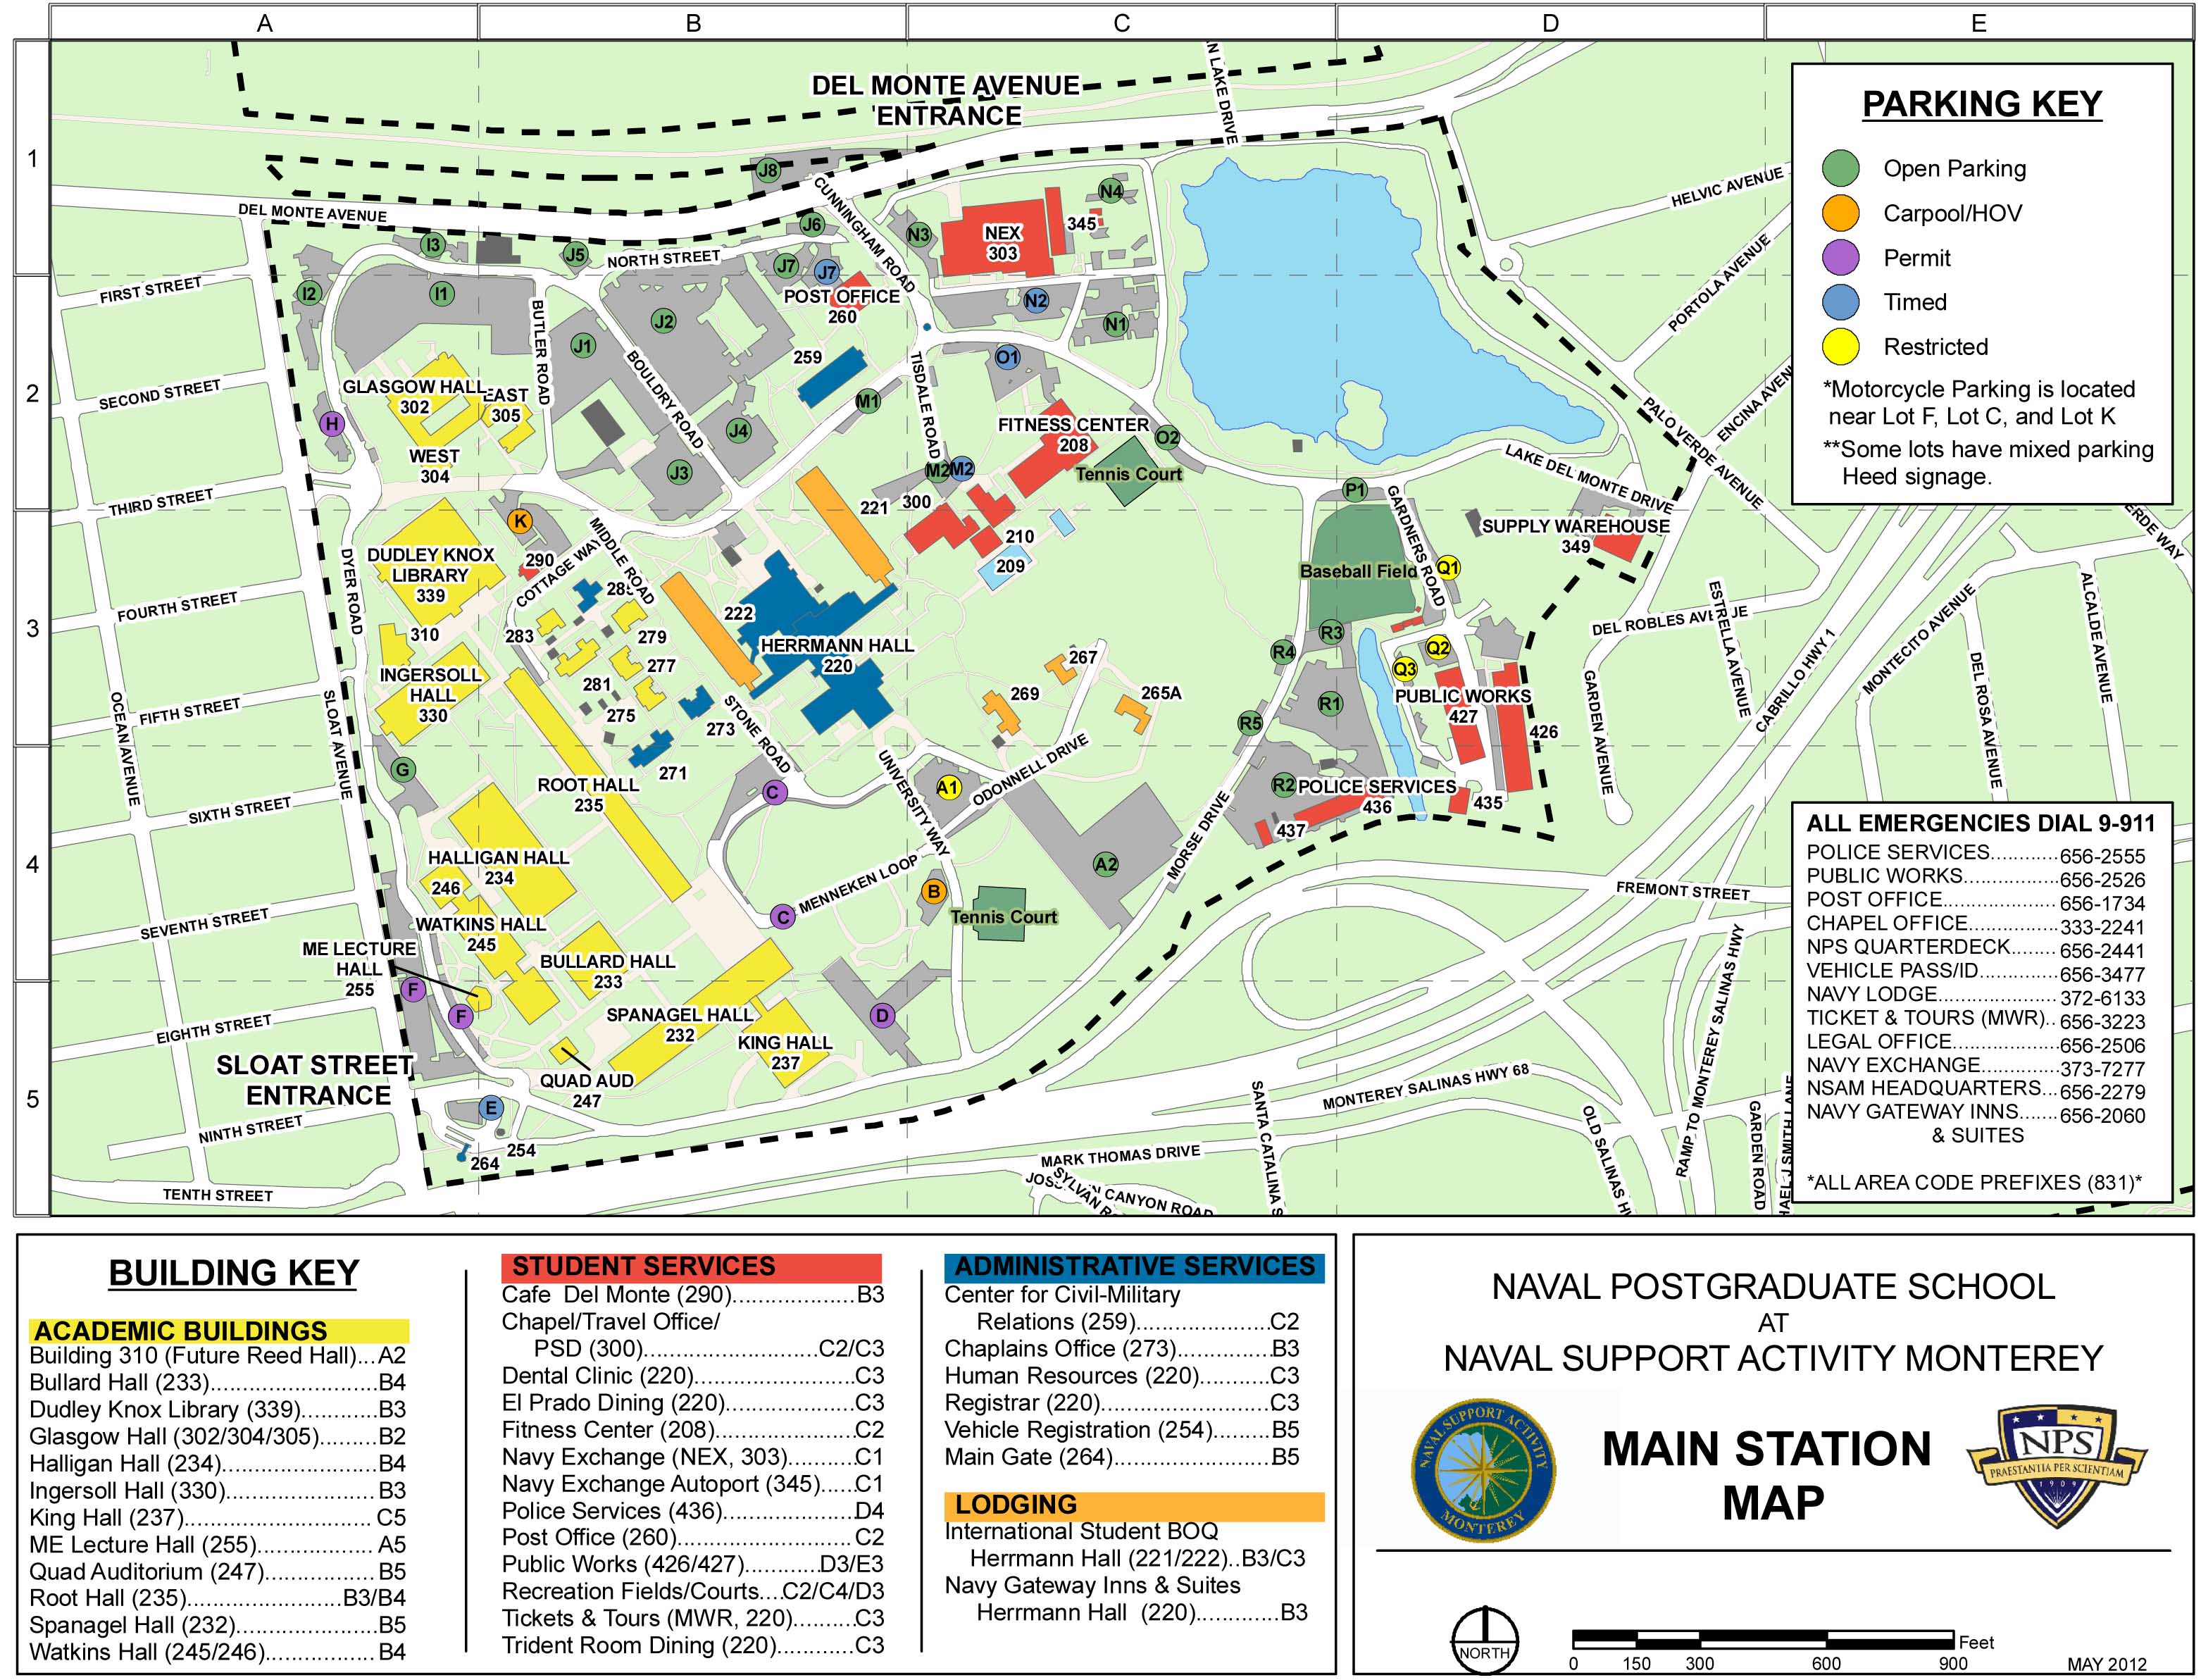 A B C D E
1
2
3
4
5
DEL MONTE AVENUE
ENTRANCE
N LAKE DRIVE
J8
CUNNINGHAM ROAD
DEL MONTE AVENUE
I3
J5
NORTH STREET
J6
J7
J7
N3
NEX
303
345
N4
HELVIC AVENUE
PORTOLA AVENUE
FIRST STREET
I2
I1
BUTLER ROAD
J2
J1
BOULDRY ROAD
POST OFFICE
260
259
N2
N1
O1
TISDALE ROAD
M1
SECOND STREET
GLASGOW HALL
302
EAST
305
H
WEST
304
J4
J3
FITNESS CENTER
208
Tennis Court
O2
M2
M2
PALO VERDE AVENUE
ENCINA AVEN
LAKE DEL MONTE DRIVE
THIRD STREET
K
221
300
P1
GARDNERS ROAD
SUPPLY WAREHOUSE
349
ERDE WAY
DYER ROAD
DUDLEY KNOX
LIBRARY
339
290
COTTAGE WAY
MIDDLE ROAD
210
209
Baseball Field
Q1
FOURTH STREET
285
222
310
283
279
277
281
275
HERRMANN HALL
220
267
269
265A
R3
R4
Q2
Q3
DEL ROBLES AVENUE
ESTRELLA AVENUE
ALCALDE AVENUE
MONTECITO AVENUE
DEL ROSA AVENUE
CABRILLO HWY 1
GARDEN AVENUE
INGERSOLL
HALL
330
OCEAN AVENUE
SLOAT AVENUE
FIFTH STREET
273
STONE ROAD
271
R1
R5
PUBLIC WORKS
427
426
G
ROOT HALL
235
C
UNIVERSITY WAY
A1
ODONNELL DRIVE
R2
POLICE SERVICES
436
435
437
SIXTH STREET
HALLIGAN HALL
234
246
MENNEKEN LOOP
C
B
Tennis Court
A2
MORSE DRIVE
FREMONT STREET
SEVENTH STREET
WATKINS HALL
245
ME LECTURE
HALL
255
BULLARD HALL
233
F
F
SPANAGEL HALL
232
KING HALL
237
D
EIGHTH STREET
SLOAT STREET
ENTRANCE
QUAD AUD
247
E
254
264
NINTH STREET
TENTH STREET
MONTEREY SALINAS HWY 68
RAMP TO MONTEREY SALINAS HWY
MARK THOMAS DRIVE
SANTA CATALINA S
OLD SALINAS H
GARDEN ROAD
HAEL J SMITH LANE
JOS
SYLVAN R
N CANYON ROAD
PARKING KEY
Open Parking
Carpool/HOV
Permit
Timed
Restricted
*Motorcycle Parking is located
near Lot F, Lot C, and Lot K
**Some lots have mixed parking
Heed signage.
ALL EMERGENCIES DIAL 9-911
POLICE SERVICES...........656-2555
PUBLIC WORKS.............656-2526
POST OFFICE.................656-1734
CHAPEL OFFICE.............333-2241
NPS QUARTERDECK.......656-2441
VEHICLE PASS/ID............656-3477
NAVY LODGE..................372-6133
TICKET & TOURS (MWR)..656-3223
LEGAL OFFICE................656-2506
NAVY EXCHANGE...........373-7277
NSAM HEADQUARTERS...656-2279
NAVY GATEWAY INNS......656-2060
& SUITES
*ALL AREA CODE PREFIXES (831)*
BUILDING KEY
ACADEMIC BUILDINGS
Building 310 (Future Reed Hall)...A2
Bullard Hall (233).........................B4
Dudley Knox Library (339)...........B3
Glasgow Hall (302/304/305).........B2
Halligan Hall (234).......................B4
Ingersoll Hall (330).......................B3
King Hall (237).............................C5
ME Lecture Hall (255)..................A5
Quad Auditorium (247).................B5
Root Hall (235).......................B3/B4
Spanagel Hall (232).....................B5
Watkins Hall (245/246).................B4
STUDENT SERVICES
Cafe Del Monte (290)..................B3
Chapel/Travel Office/
PSD (300)..........................C2/C3
Dental Clinic (220).......................C3
El Prado Dining (220)...................C3
Fitness Center (208).....................C2
Navy Exchange (NEX, 303)..........C1
Navy Exchange Autoport (345).....C1
Police Services (436)...................D4
Post Office (260)..........................C2
Public Works (426/427)...........D3/E3
Recreation Fields/Courts....C2/C4/D3
Tickets & Tours (MWR, 220)..........C3
Trident Room Dining (220)............C3
ADMINISTRATIVE SERVICES
Center for Civil-Military
Relations (259)......................C2
Chaplains Office (273)..................B3
Human Resources (220)...............C3
Registrar (220).............................C3
Vehicle Registration (254).........B5
Main Gate (264)........................B5
LODGING
International Student BOQ
Herrmann Hall (221/222)..B3/C3
Navy Gateway Inns & Suites
Herrmann Hall (220)............B3
NAVAL POSTGRADUATE SCHOOL
AT
NAVAL SUPPORT ACTIVITY MONTEREY
NAVAL SUPPORT ACTIVITY
MONTEREY
MAIN STATION
MAP
NPS
PRAESTANTIA PER SCIENTIAM
1909
NORTH
0 150 300 600 900 Feet
MAY 2012